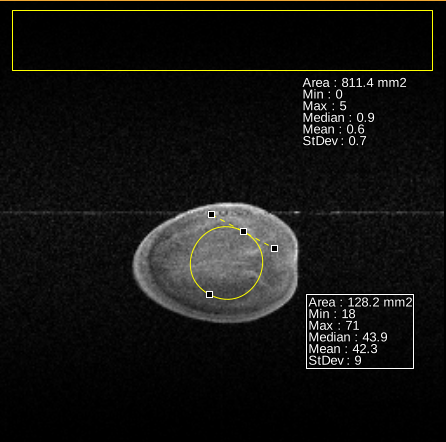 Area : 811.4 mm2
Min : 0
Max : 5
Median : 0.9
Mean : 0.6
StDev : 0.7
Area : 128.2 mm2
Min : 18
Max : 71
Median : 43.9
Mean : 42.3
StDev : 9